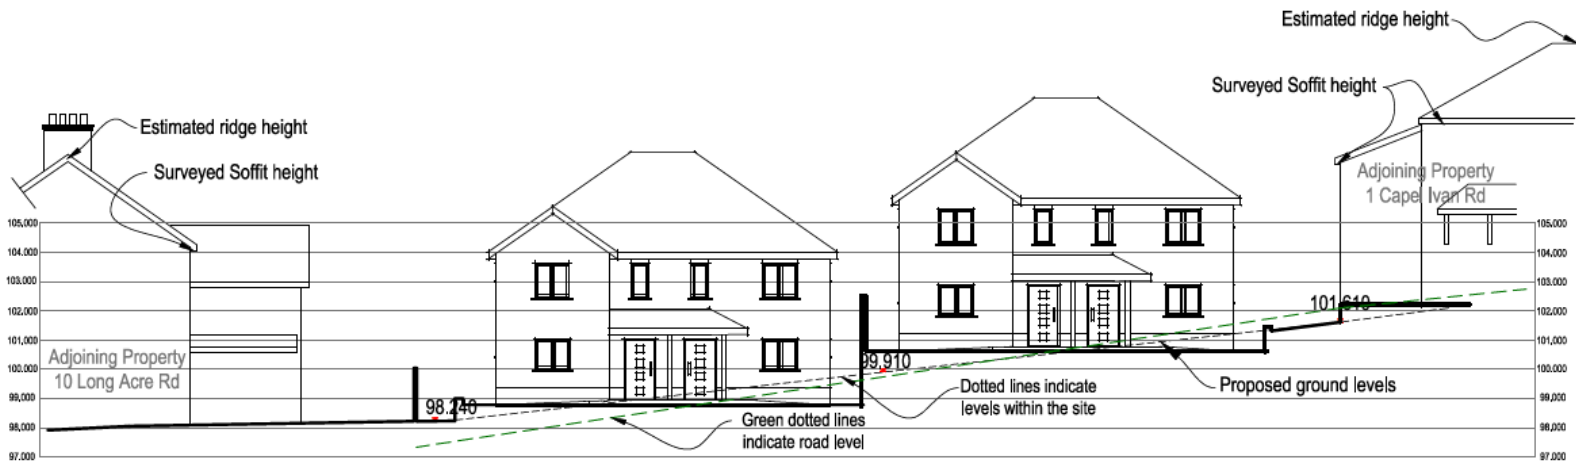 Estimated ridge height
Surveyed Soffit height
Estimated ridge height
Surveyed Soffit height
Adjoining Property
1 Capel Ivan Rd
105.000
104.000
103.000
102.000
101.000
100.000
99.000
98.000
97.000
105.000
104.000
103.000
102.000
101.000
100.000
99.000
98.000
97.000
101.610
99.910
98.240
Adjoining Property
10 Long Acre Rd
Dotted lines indicate
levels within the site
Proposed ground levels
Green dotted lines
indicate road level